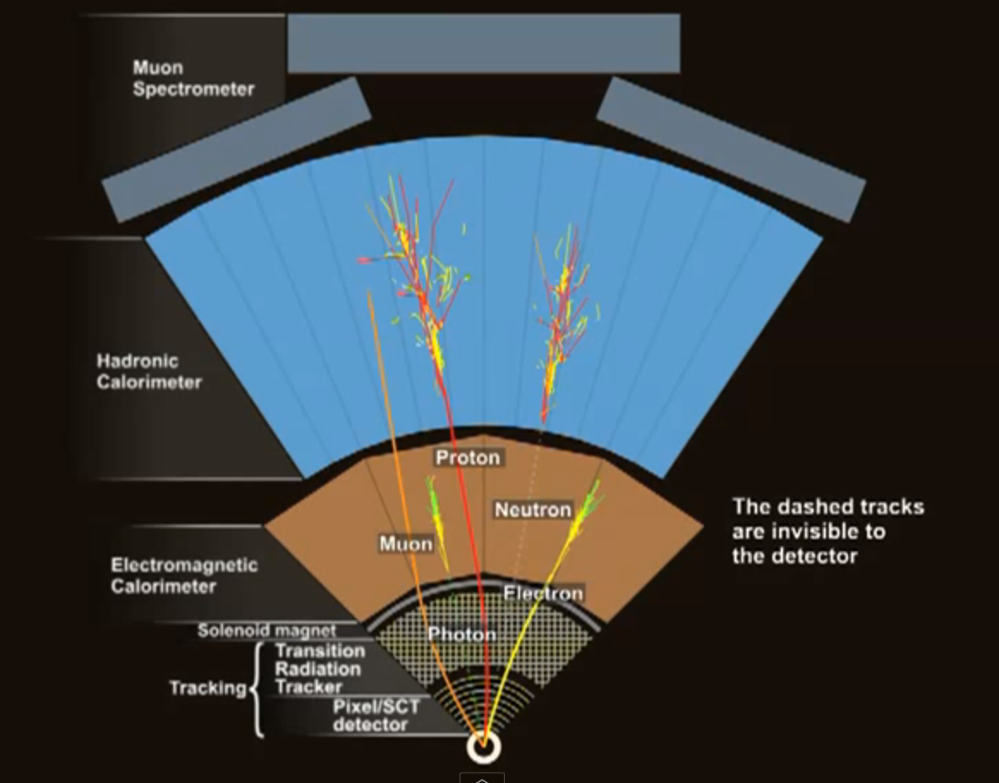 Muon
Spectrometer
Hadronic
Calorimeter
Proton
Neutron
Muon
The dashed tracks
are invisible to
the detector
Electromagnetic
Calorimeter
Electron
Solenoid magnet
Photon
Transition
Radiation
Tracker
Tracking
Pixel/SCT
detector